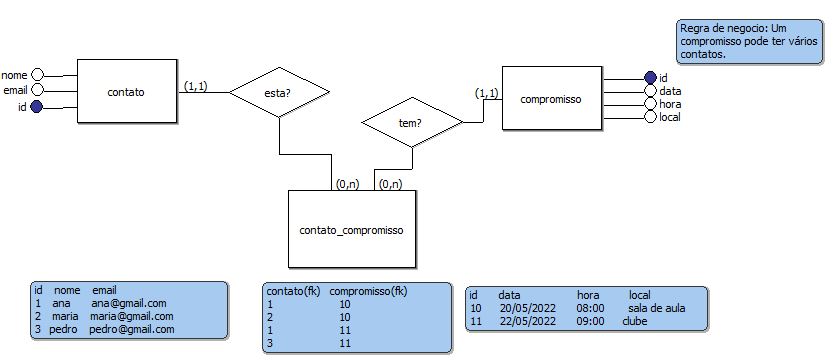 Regra de negocio: Um
compromisso pode ter vários
contatos.
nome
email
id
contato
(1,1)
esta?
tem?
(1,1)
compromisso
id
data
hora
local
(0,n)
(0,n)
contato_compromisso
id nome email
1 ana ana@gmail.com
2 maria maria@gmail.com
3 pedro pedro@gmail.com
contato(fk) compromisso(fk)
1 10
2 10
1 11
3 11
id data hora local
10 20/05/2022 08:00 sala de aula
11 22/05/2022 09:00 clube